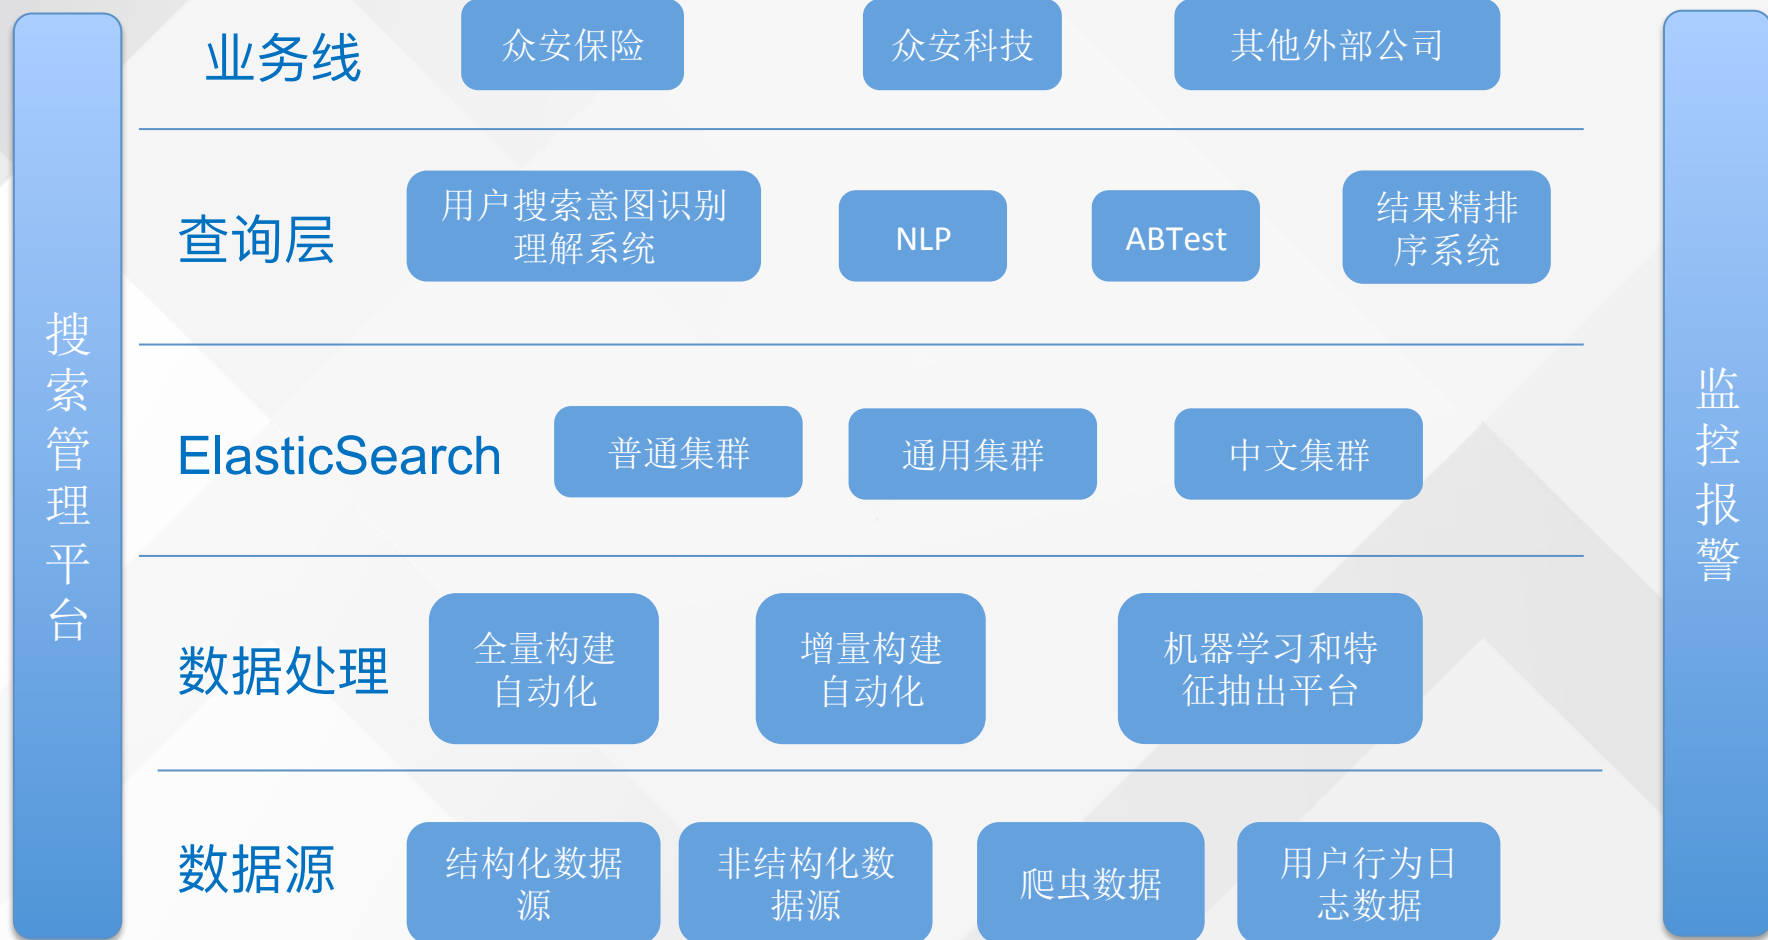 搜
索
管
理
平
台
业务线
众安保险
众安科技
其他外部公司
查询层
用户搜索意图识别
理解系统
NLP
ABTest
结果精排
序系统
ElasticSearch
普通集群
通用集群
中文集群
数据处理
全量构建
自动化
增量构建
自动化
机器学习和特
征抽出平台
数据源
结构化数据
源
非结构化数
据源
爬虫数据
用户行为日
志数据
监
控
报
警